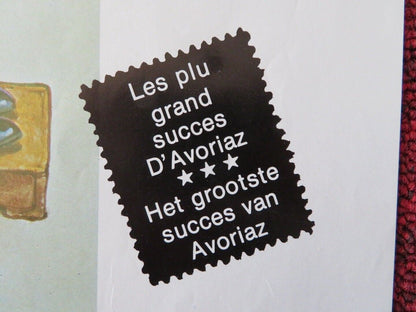 Les plu
grand
succes
D'Avoriaz
★ ★ ★
Het grootste
succes van
Avoriaz